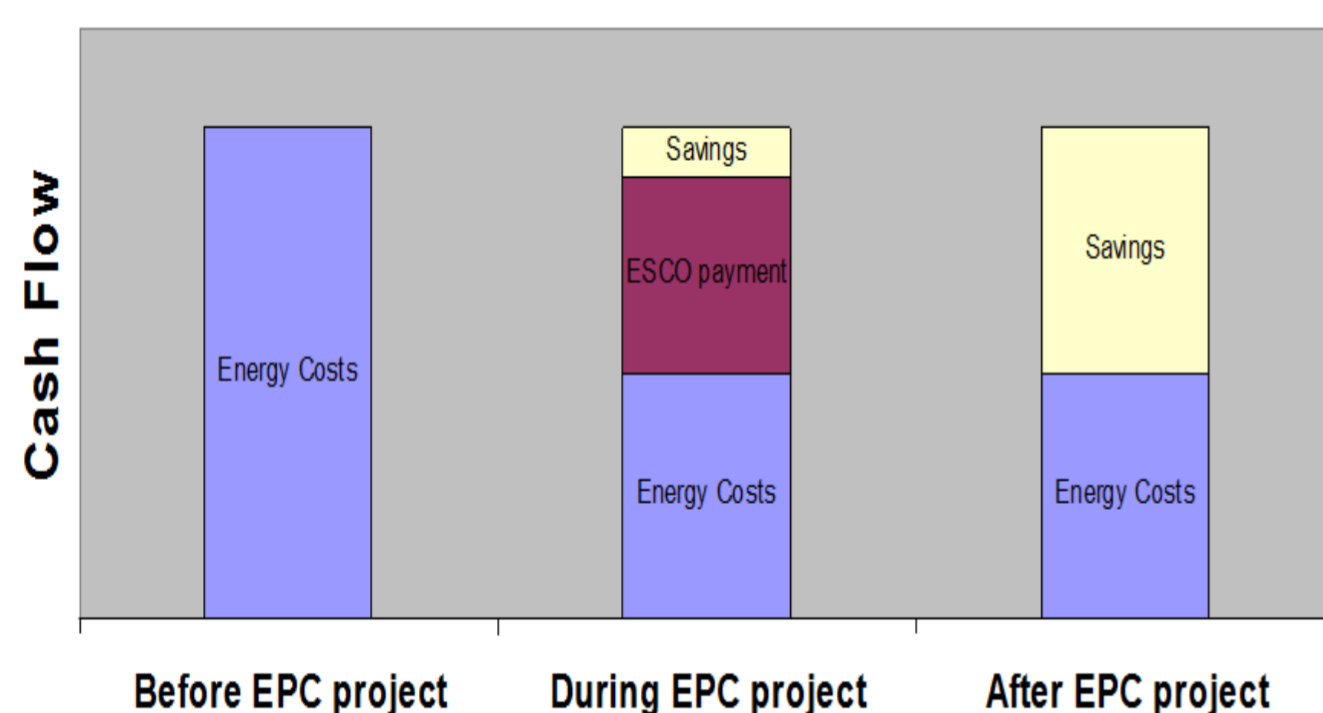 Cash Flow
Savings
ESCO payment
Savings
Energy Costs
Energy Costs
Energy Costs
Before EPC project
During EPC project
After EPC project